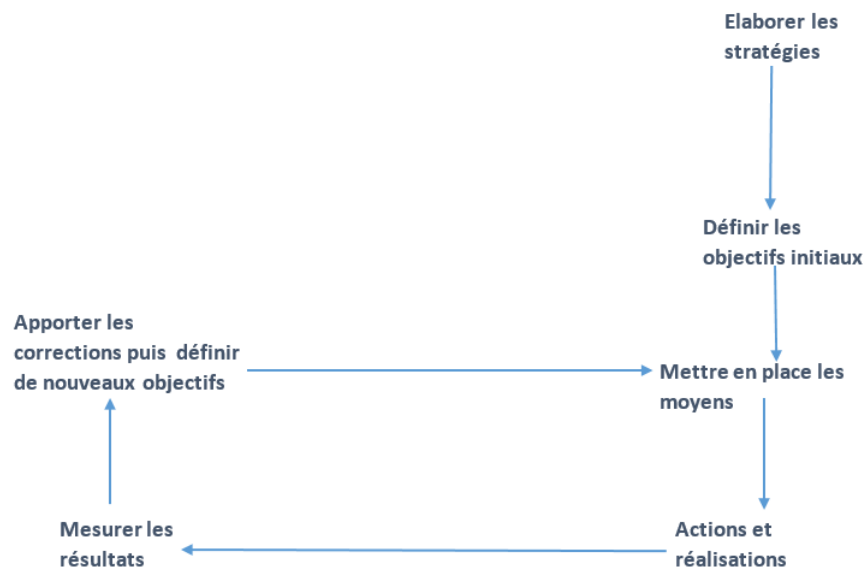 Elaborer les
stratégies
Définir les
objectifs initiaux
Apporter les
corrections puis définir
de nouveaux objectifs
Mettre en place les
moyens
Mesurer les
résultats
Actions et
réalisations